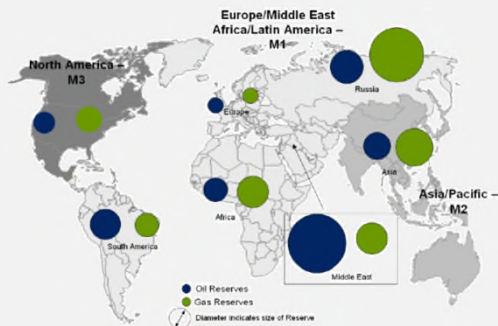 Europe/Middle East
Africa/Latin America –
M1
North America –
M3
Russia
Europe
Asia
Asia/Pacific –
M2
Africa
South America
Middle East
Oil Reserves
Gas Reserves
Diameter indicates size of Reserve